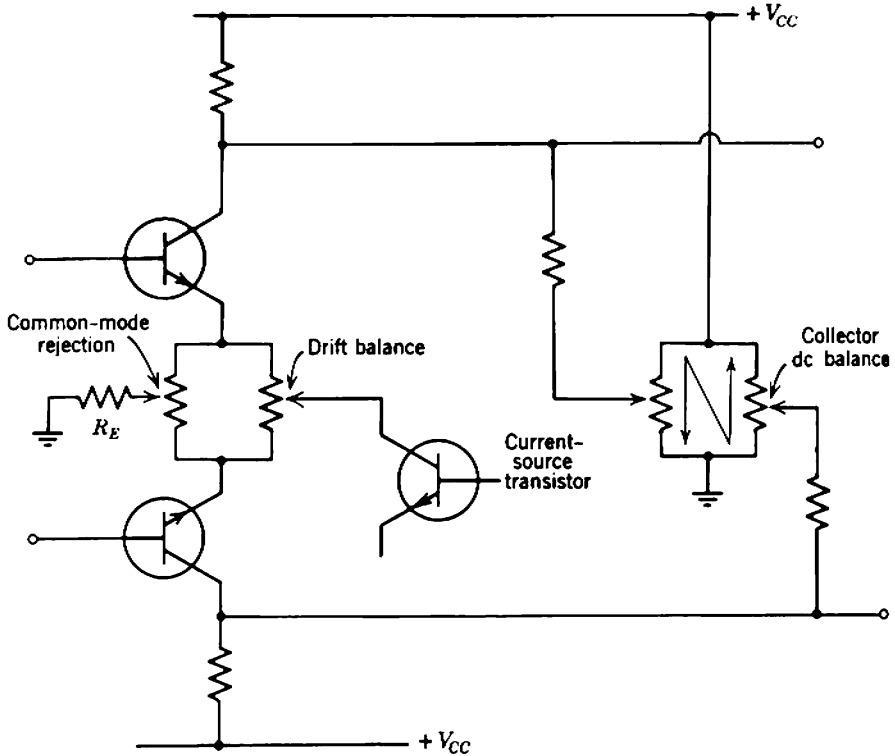 + V_CC
Common-mode
rejection
Drift balance
Collector
dc balance
R_E
Current-
source
transistor
+ V_CC